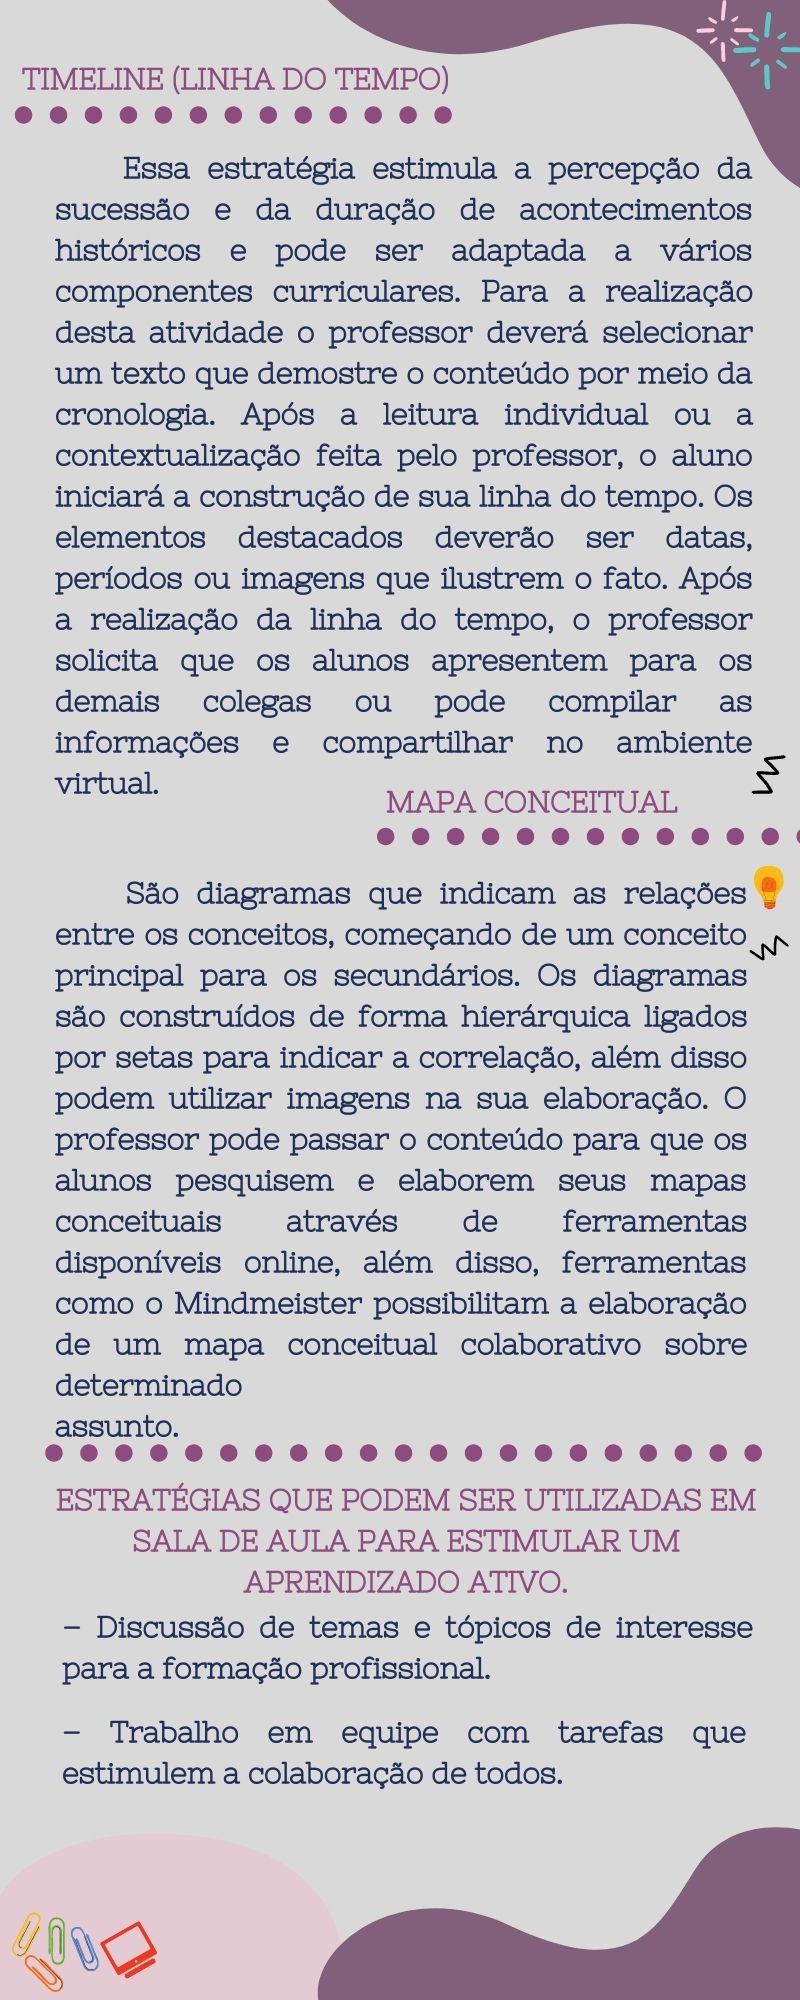 TIMELINE (LINHA DO TEMPO)
Essa estratégia estimula a percepção da
sucessão e da duração de acontecimentos
históricos e pode ser adaptada a vários
componentes curriculares. Para a realização
desta atividade o professor deverá selecionar
um texto que demostre o conteúdo por meio da
cronologia. Após a leitura individual ou a
contextualização feita pelo professor, o aluno
iniciará a construção de sua linha do tempo. Os
elementos destacados deverão ser datas,
períodos ou imagens que ilustrem o fato. Após
a realização da linha do tempo, o professor
solicita que os alunos apresentem para os
demais colegas ou pode compilar as
informações e compartilhar no ambiente
virtual.
MAPA CONCEITUAL
São diagramas que indicam as relações
entre os conceitos, começando de um conceito
principal para os secundários. Os diagramas
são construídos de forma hierárquica ligados
por setas para indicar a correlação, além disso
podem utilizar imagens na sua elaboração. O
professor pode passar o conteúdo para que os
alunos pesquisem e elaborem seus mapas
conceituais através de ferramentas
disponíveis online, além disso, ferramentas
como o Mindmeister possibilitam a elaboração
de um mapa conceitual colaborativo sobre
determinado
assunto.
ESTRATÉGIAS QUE PODEM SER UTILIZADAS EM
SALA DE AULA PARA ESTIMULAR UM
APRENDIZADO ATIVO.
– Discussão de temas e tópicos de interesse
para a formação profissional.
– Trabalho em equipe com tarefas que
estimulem a colaboração de todos.